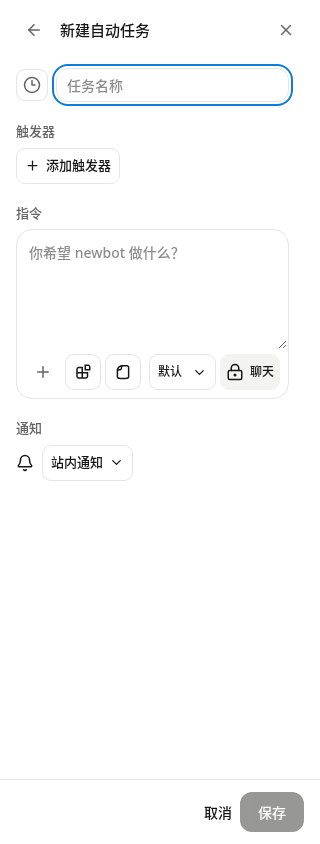 新建自动任务
任务名称
触发器
添加触发器
指令
你希望 newbot 做什么?
默认
聊天
通知
站内通知
取消
保存